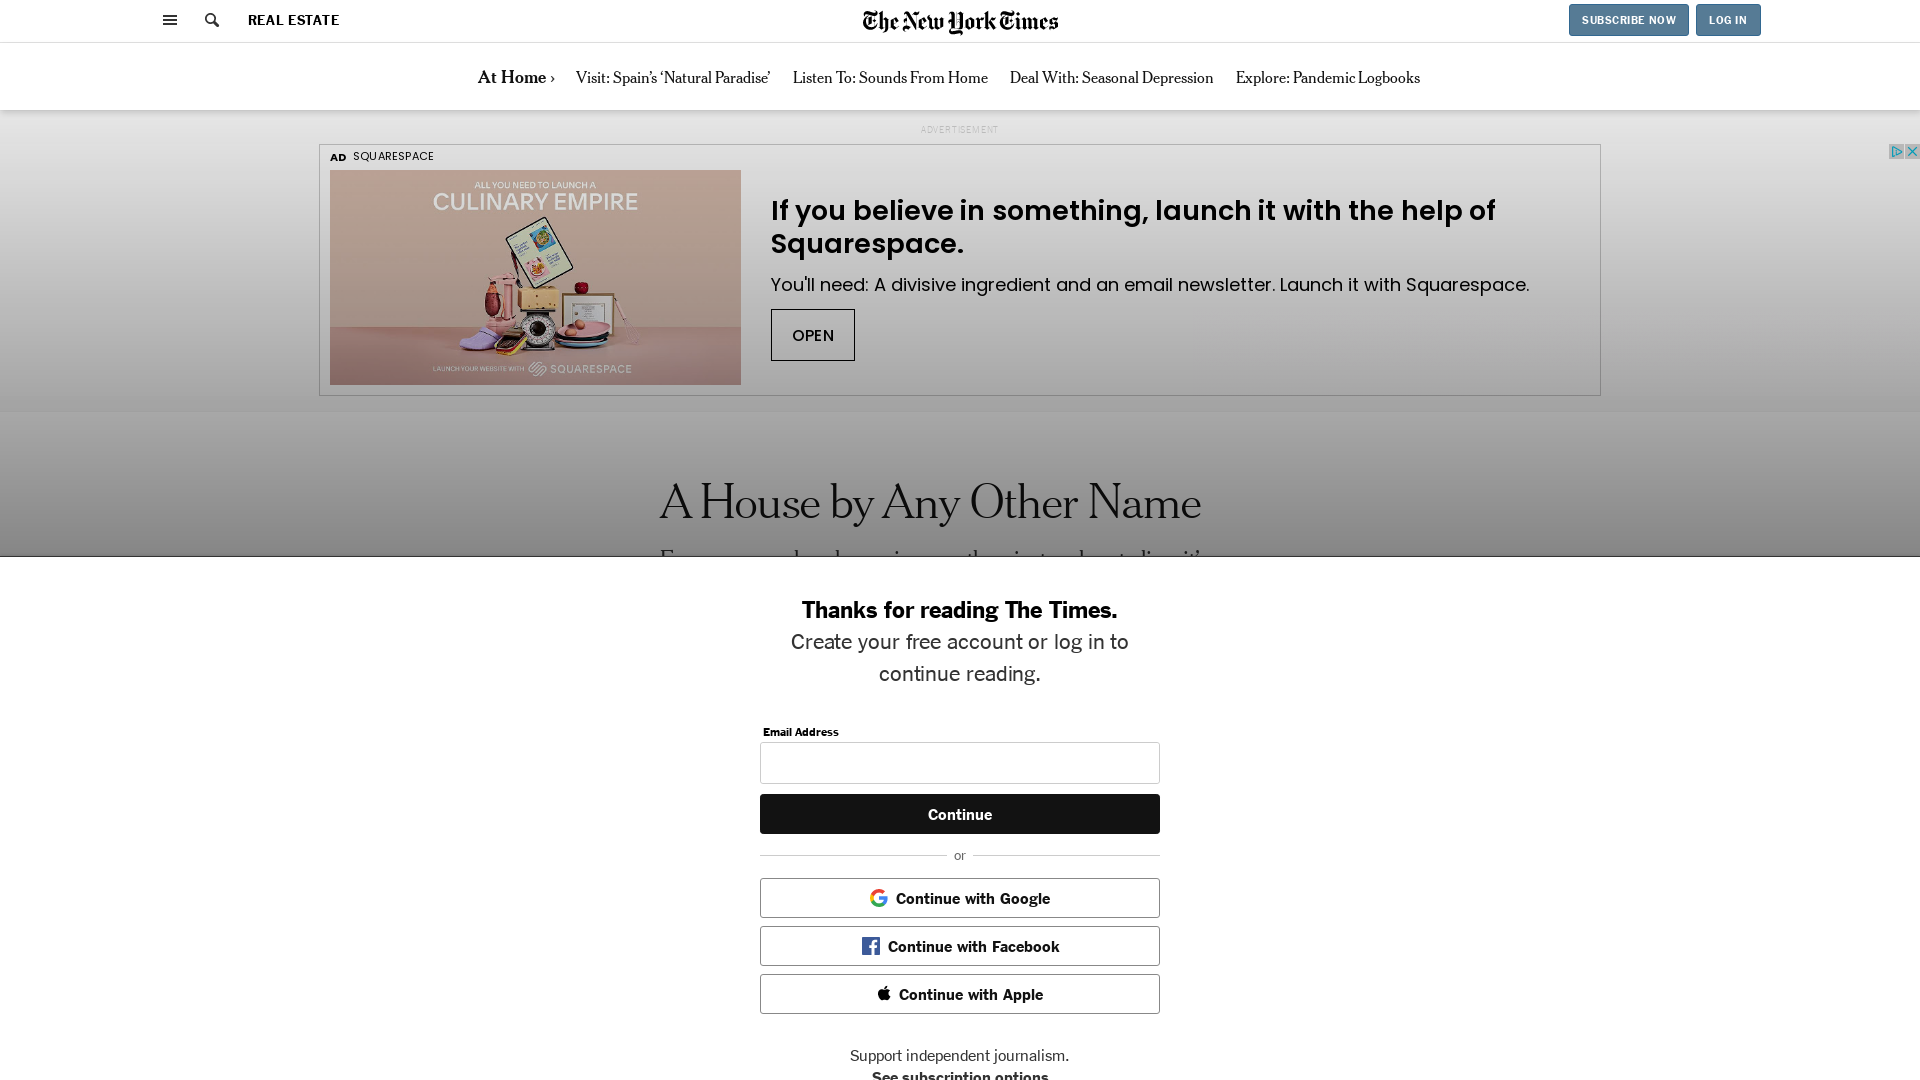 REAL ESTATE
The New York Times
SUBSCRIBE NOW
LOG IN
At Home ›
Visit: Spain's ‘Natural Paradise’
Listen To: Sounds From Home
Deal With: Seasonal Depression
Explore: Pandemic Logbooks
ADVERTISEMENT
AD SQUARESPACE
ALL YOU NEED TO LAUNCH A
CULINARY EMPIRE
LAUNCH YOUR WEBSITE WITH SQUARESPACE
If you believe in something, launch it with the help of
Squarespace.
You'll need: A divisive ingredient and an email newsletter. Launch it with Squarespace.
OPEN
A House by Any Other Name
Thanks for reading The Times.
Create your free account or log in to
continue reading.
Email Address
Continue
or
Continue with Google
Continue with Facebook
Continue with Apple
Support independent journalism.
See subscription options